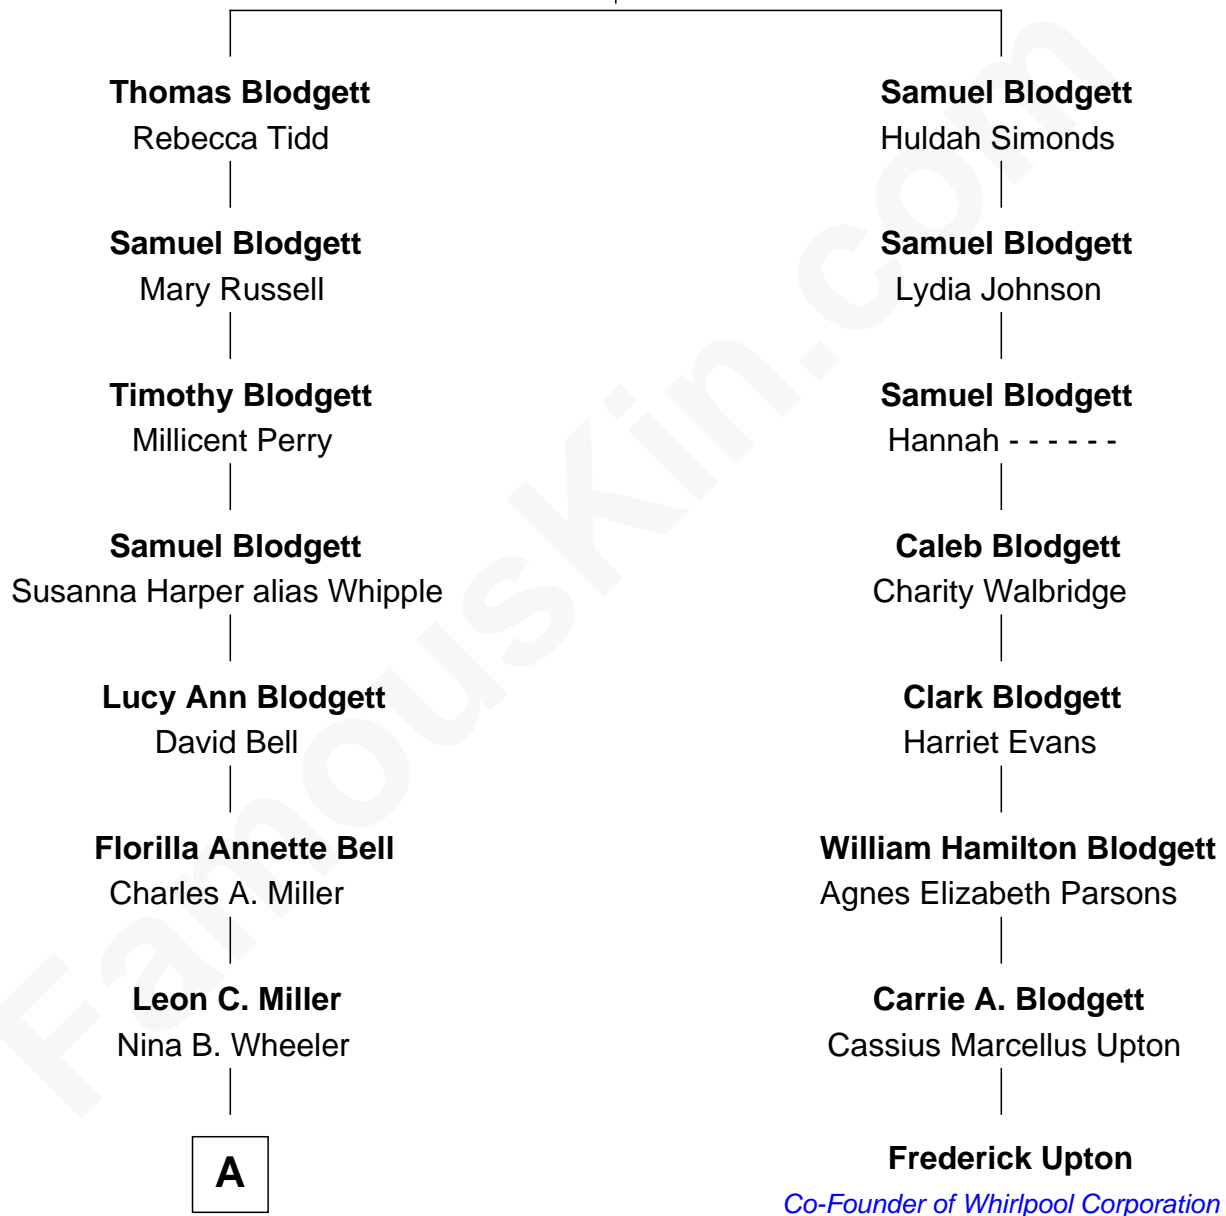 Thomas Blodgett
Rebecca Tidd
Samuel Blodgett
Mary Russell
Timothy Blodgett
Millicent Perry
Samuel Blodgett
Susanna Harper alias Whipple
Lucy Ann Blodgett
David Bell
Florilla Annette Bell
Charles A. Miller
Leon C. Miller
Nina B. Wheeler
A
Samuel Blodgett
Huldah Simonds
Samuel Blodgett
Lydia Johnson
Samuel Blodgett
Hannah - - - - - -
Caleb Blodgett
Charity Walbridge
Clark Blodgett
Harriet Evans
William Hamilton Blodgett
Agnes Elizabeth Parsons
Carrie A. Blodgett
Cassius Marcellus Upton
Frederick Upton
Co-Founder of Whirlpool Corporation
FamousKin.com